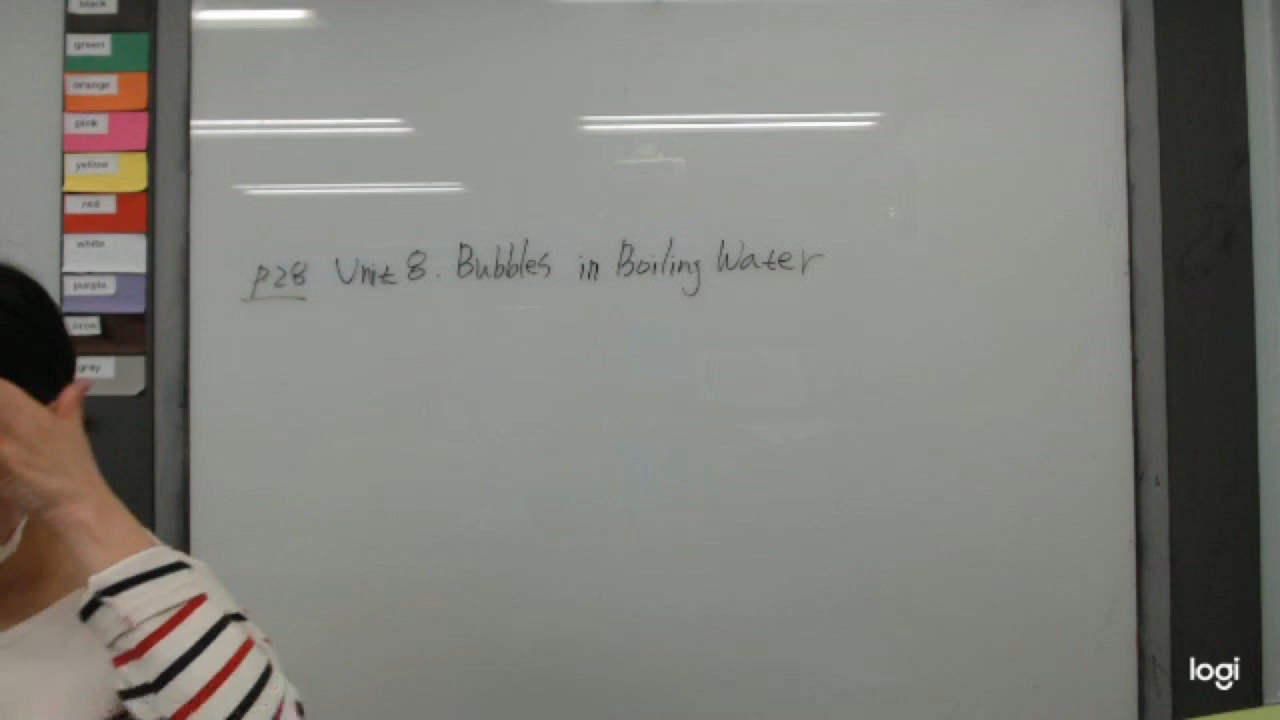 black
green
orange
pink
yellow
red
white
purple
gray
p28 Unit 8. Bubbles in Boiling Water
logi